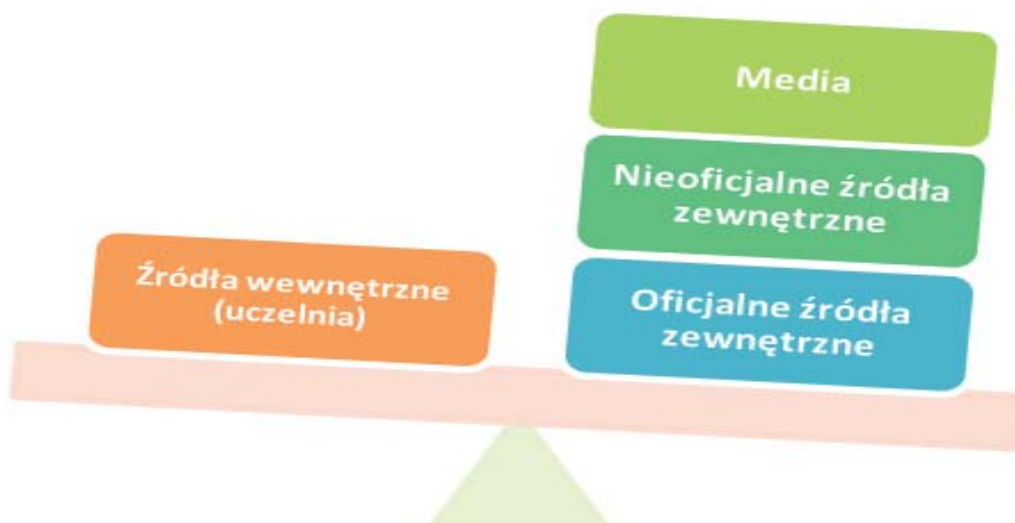 Media
Nieoficjalne źródła
zewnętrzne
Źródła wewnętrzne
(uczelnia)
Oficjalne źródła
zewnętrzne